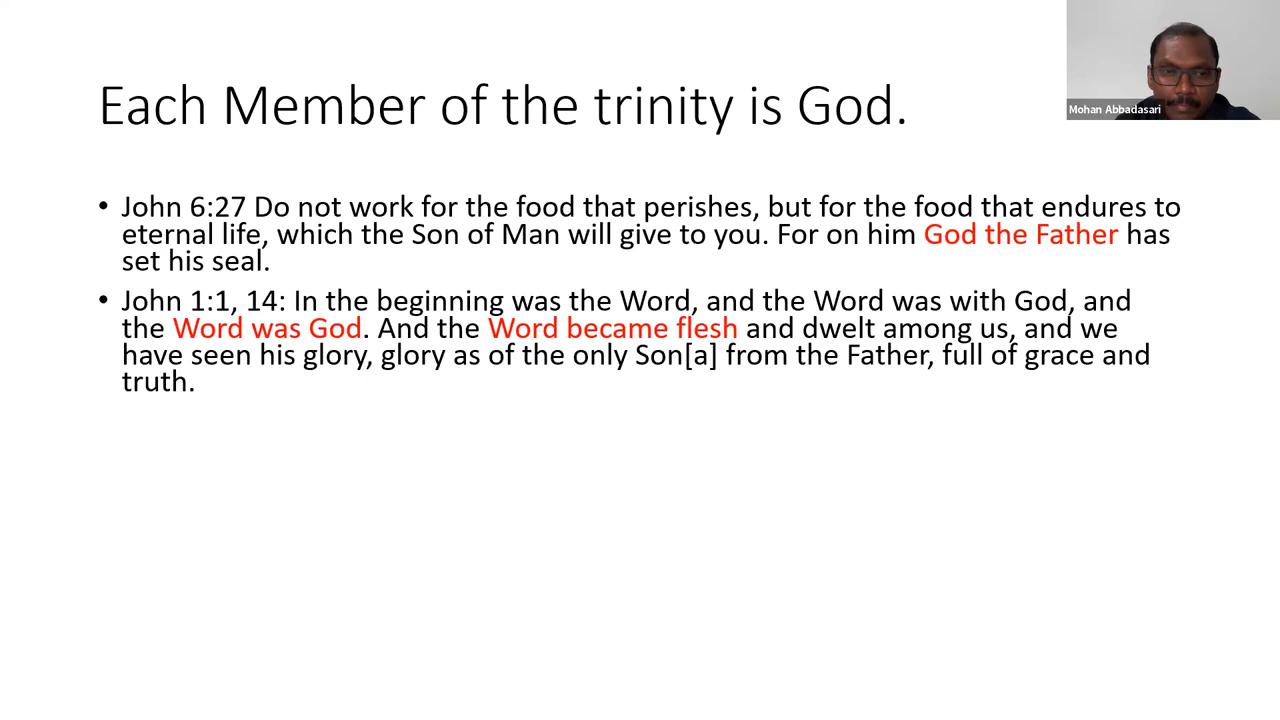 Each Member of the trinity is God.
Mohan Abbadasari
• John 6:27 Do not work for the food that perishes, but for the food that endures to
eternal life, which the Son of Man will give to you. For on him God the Father has
set his seal.
• John 1:1, 14: In the beginning was the Word, and the Word was with God, and
the Word was God. And the Word became flesh and dwelt among us, and we
have seen his glory, glory as of the only Son[a] from the Father, full of grace and
truth.